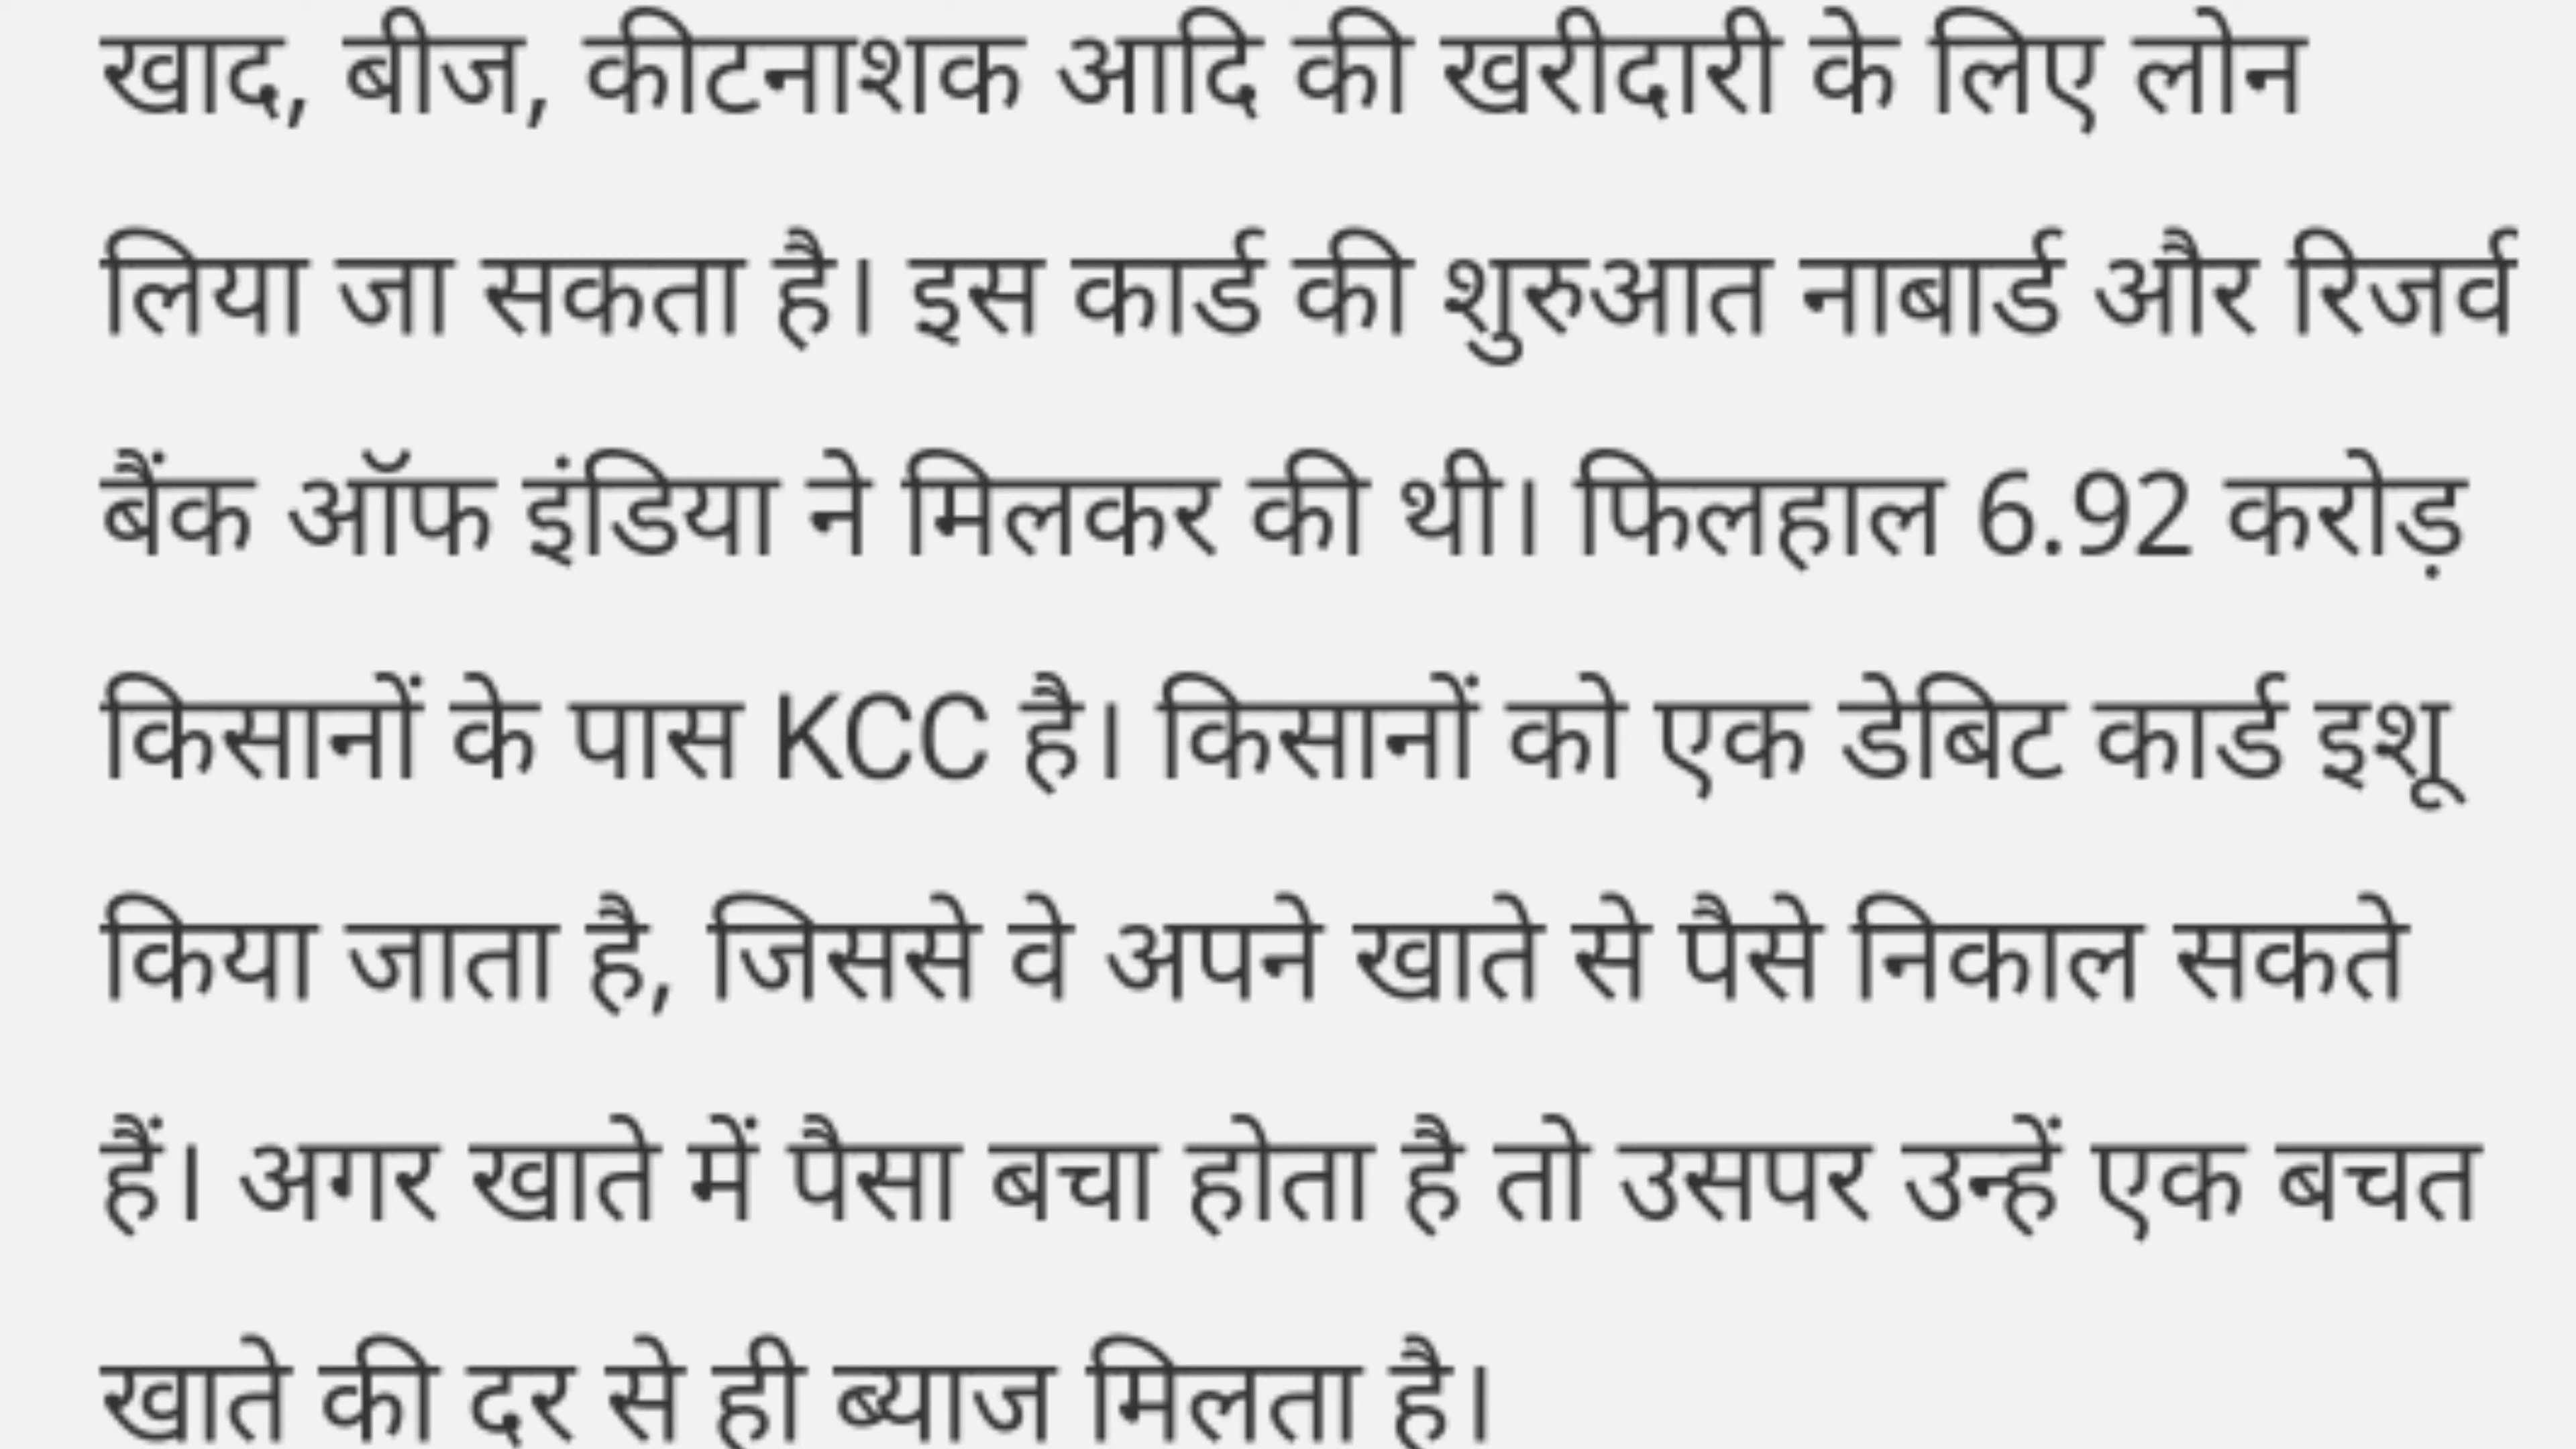 खाद, बीज, कीटनाशक आदि की खरीदारी के लिए लोन
लिया जा सकता है। इस कार्ड की शुरुआत नाबार्ड और रिजर्व
बैंक ऑफ इंडिया ने मिलकर की थी। फिलहाल 6.92 करोड़
किसानों के पास KCC है। किसानों को एक डेबिट कार्ड इशू
किया जाता है, जिससे वे अपने खाते से पैसे निकाल सकते
हैं। अगर खाते में पैसा बचा होता है तो उसपर उन्हें एक बचत
खाते की दर से ही ब्याज मिलता है।